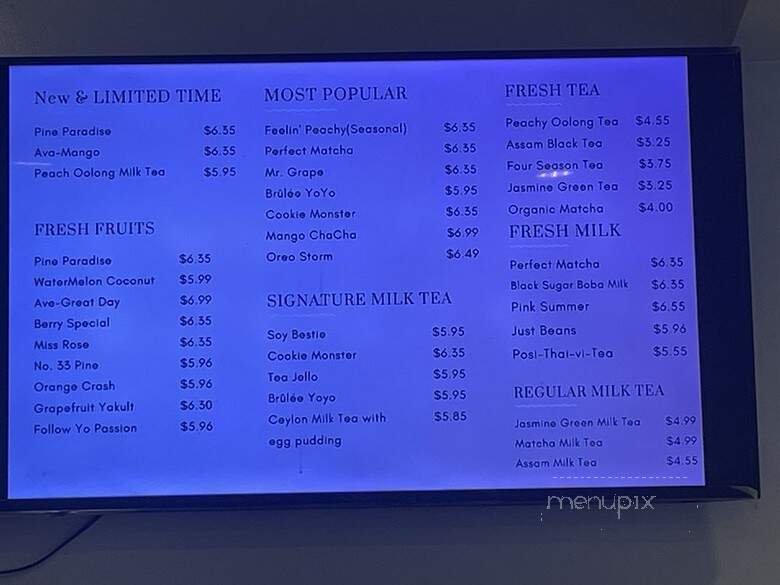 New & LIMITED TIME
Pine Paradise $6.35
Ava-Mango $6.35
Peach Oolong Milk Tea $5.95
FRESH FRUITS
Pine Paradise $6.35
WaterMelon Coconut $5.99
Ave-Great Day $6.99
Berry Special $6.35
Miss Rose $6.35
No. 33 Pine $5.96
Orange Crash $5.96
Grapefruit Yakult $6.30
Follow Yo Passion $5.96
MOST POPULAR
Feelin' Peachy(Seasonal) $6.35
Perfect Matcha $6.35
Mr. Grape $6.35
Brûlée YoYo $5.95
Cookie Monster $6.35
Mango ChaCha $6.99
Oreo Storm $6.49
SIGNATURE MILK TEA
Soy Bestie $5.95
Cookie Monster $6.35
Tea Jello $5.95
Brûlée Yoyo $5.95
Ceylon Milk Tea with $5.85
egg pudding
FRESH TEA
Peachy Oolong Tea $4.55
Assam Black Tea $3.25
Four Season Tea $3.75
Jasmine Green Tea $3.25
Organic Matcha $4.00
FRESH MILK
Perfect Matcha $6.35
Black Sugar Boba Milk $6.35
Pink Summer $6.55
Just Beans $5.96
Posi-Thai-vi-Tea $5.55
REGULAR MILK TEA
Jasmine Green Milk Tea $4.99
Matcha Milk Tea $4.99
Assam Milk Tea $4.55
menupix